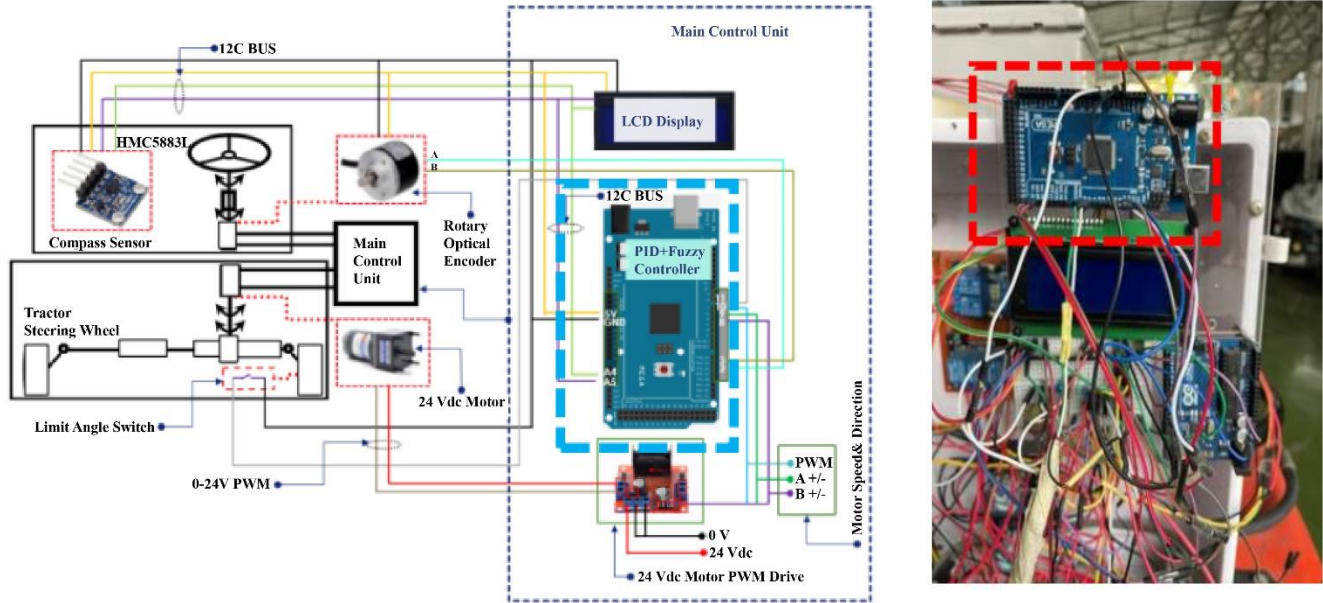 Main Control Unit
12C BUS
LCD Display
HMC5883L
A
B
Compass Sensor
Rotary
Optical
Encoder
Main
Control
Unit
12C BUS
PID+Fuzzy
Controller
5V
GND
A4
A5
Tractor
Steering Wheel
24 Vdc Motor
Limit Angle Switch
0-24V PWM
Motor Speed& Direction
PWM
A +/-
B +/-
0 V
24 Vdc
24 Vdc Motor PWM Drive